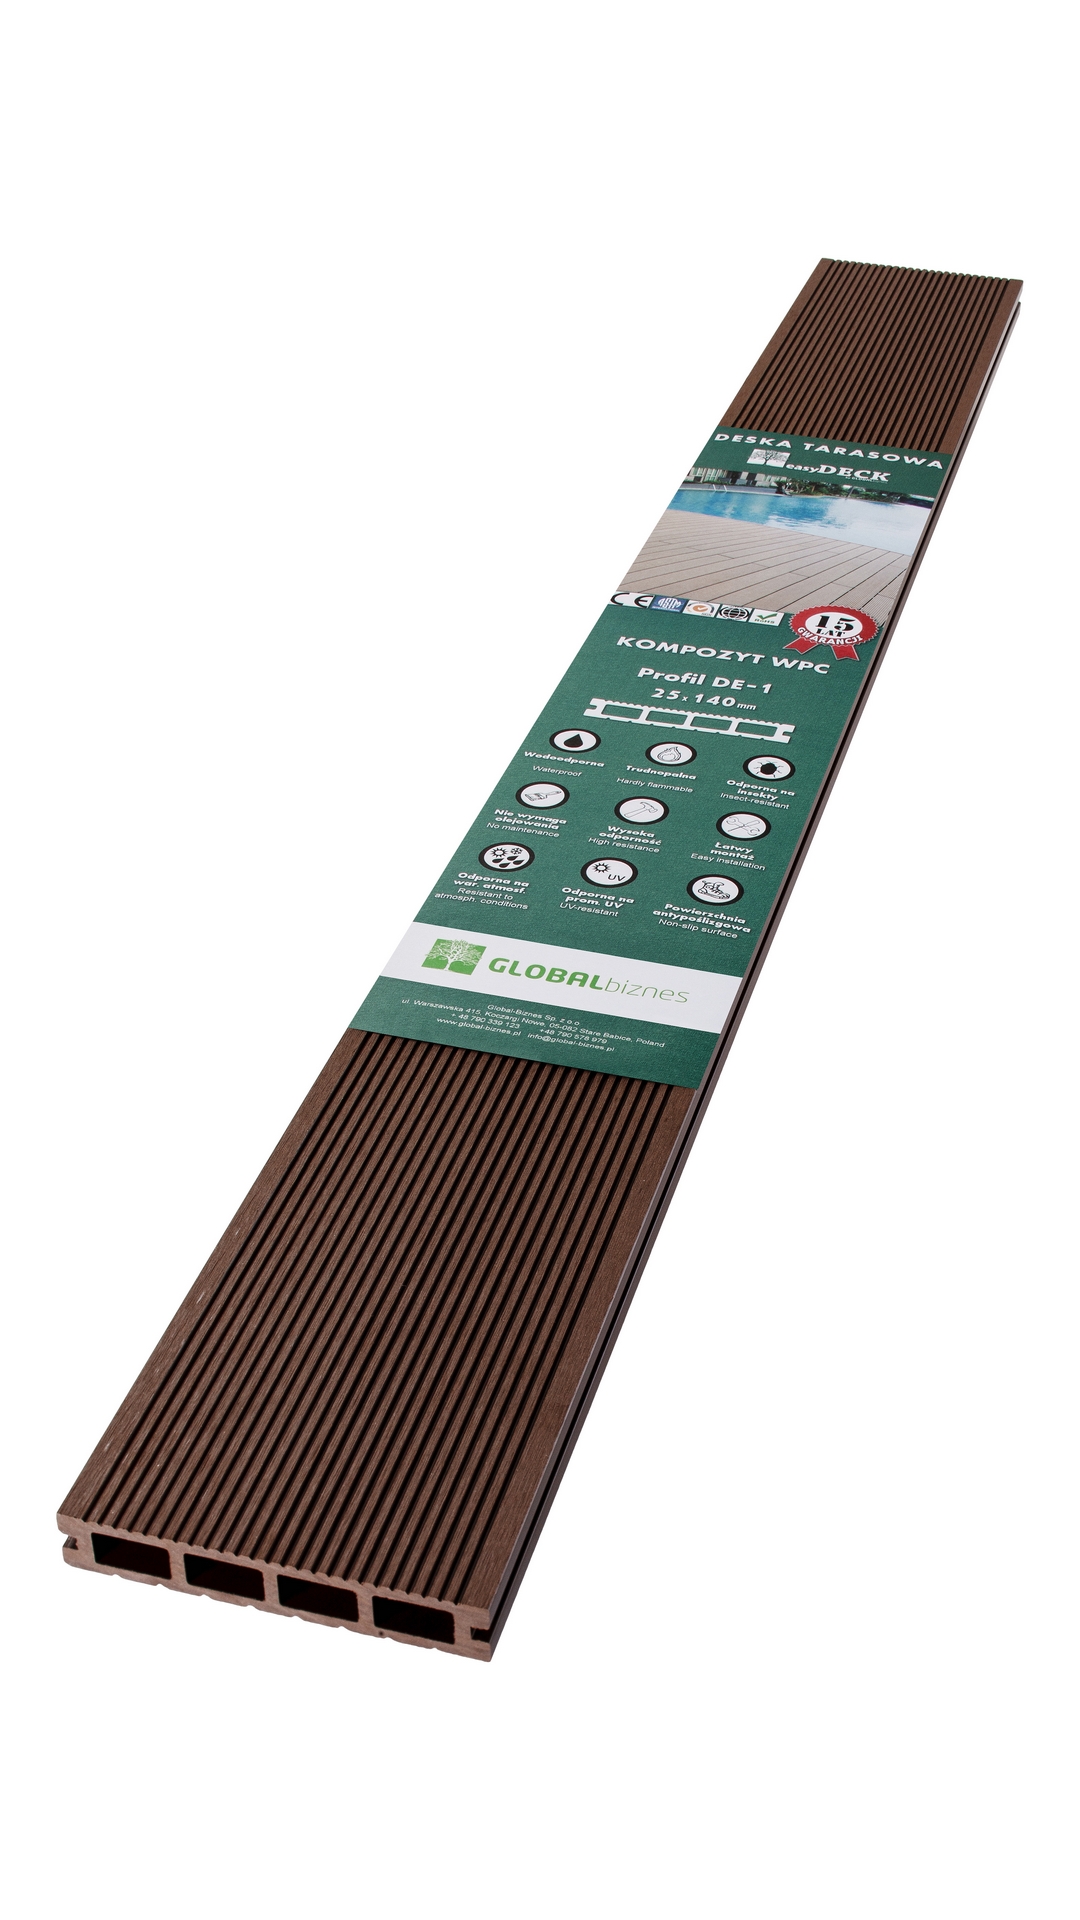 DESKA TARASOWA
easyDECK
CE
15
LAT
GWARANCJI
KOMPOZYT WPC
Profil DE-1
25 x 140 mm
Wodoodporna
Waterproof
Trudnopalna
Hardly flammable
Odporna na
insekty
Insect-resistant
Nie wymaga
olejowania
No maintenance
Wysoka
odporność
High resistance
Łatwy
montaż
Easy installation
Odporna na
war. atmosf.
Resistant to
atmosph. conditions
UV
Odporna na
prom. UV
UV-resistant
Powierzchnia
antypoślizgowa
Non-slip surface
GLOBALbiznes
Global-Biznes Sp. z o.o.
ul. Warszawska 415, Koczargi Nowe, 05-082 Stare Babice, Poland
+ 48 790 339 123 +48 790 578 979
www.global-biznes.pl info@global-biznes.pl